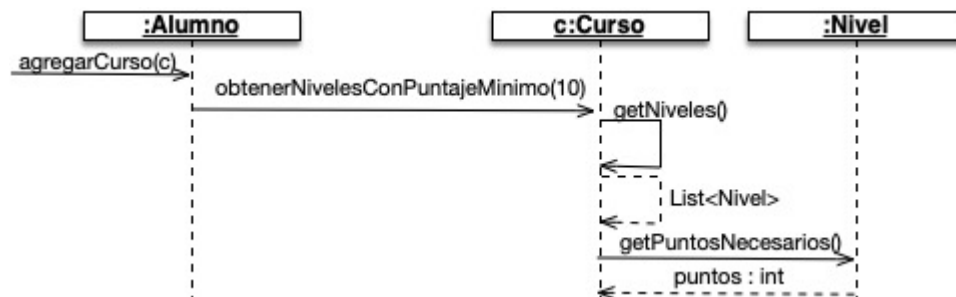 :Alumno
c:Curso
:Nivel
agregarCurso(c)
obtenerNivelesConPuntajeMinimo(10)
getNiveles()
List<Nivel>
getPuntosNecesarios()
puntos : int